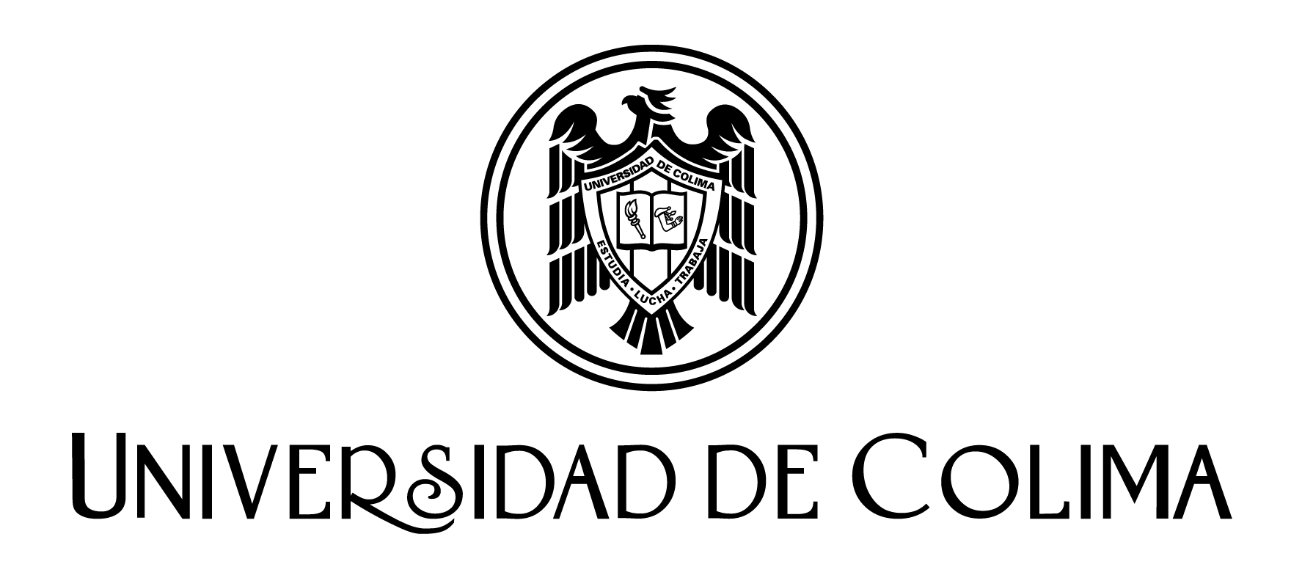 UNIVERSIDAD DE COLIMA
ESTUDIA · LUCHA · TRABAJA
UNIVERSIDAD DE COLIMA